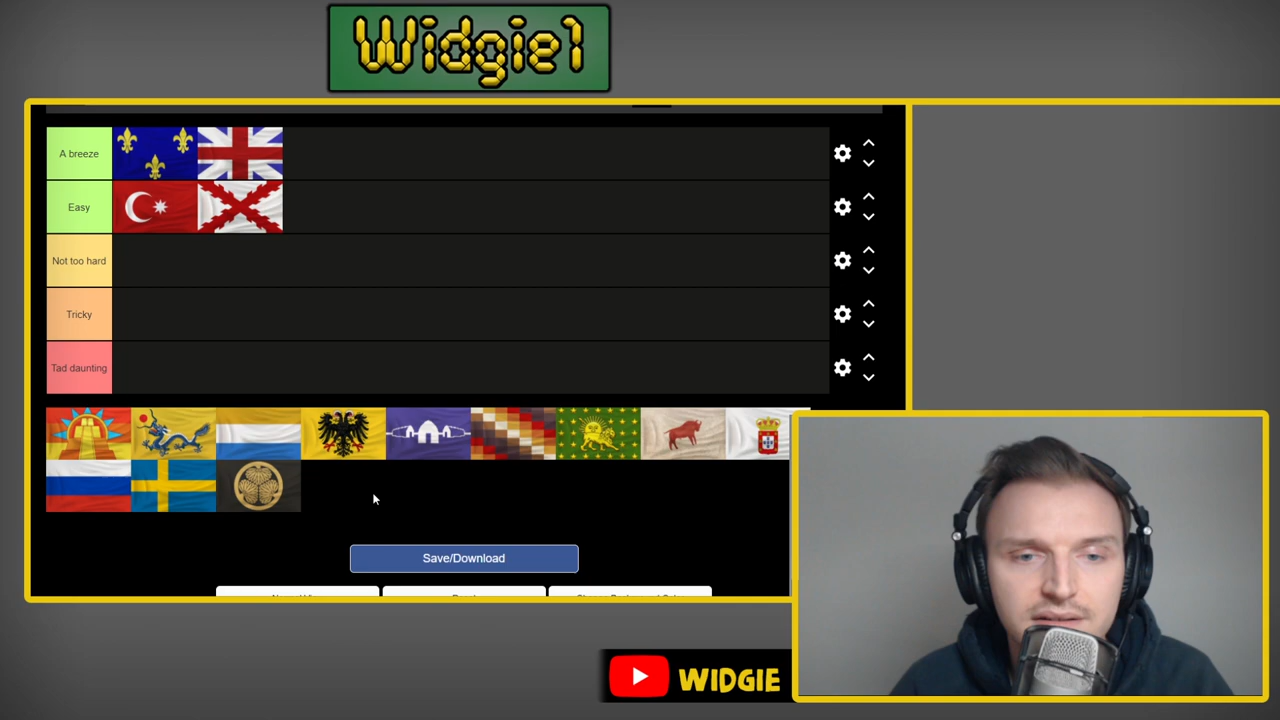 Widgie1
A breeze
Easy
Not too hard
Tricky
Tad daunting
Save/Download
WIDGIE